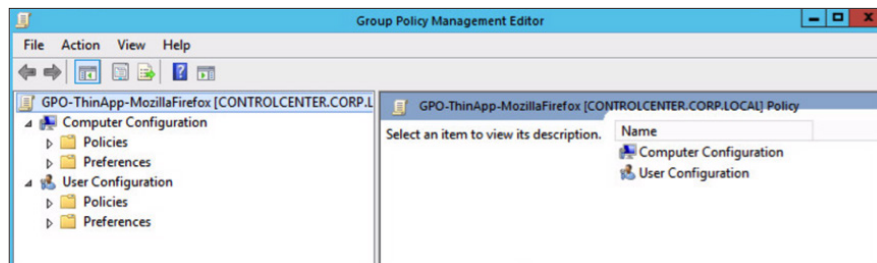 Group Policy Management Editor
File Action View Help
GPO-ThinApp-MozillaFirefox [CONTROLCENTER.CORP.L
Computer Configuration
Policies
Preferences
User Configuration
Policies
Preferences
GPO-ThinApp-MozillaFirefox [CONTROLCENTER.CORP.LOCAL] Policy
Select an item to view its description.
Name
Computer Configuration
User Configuration